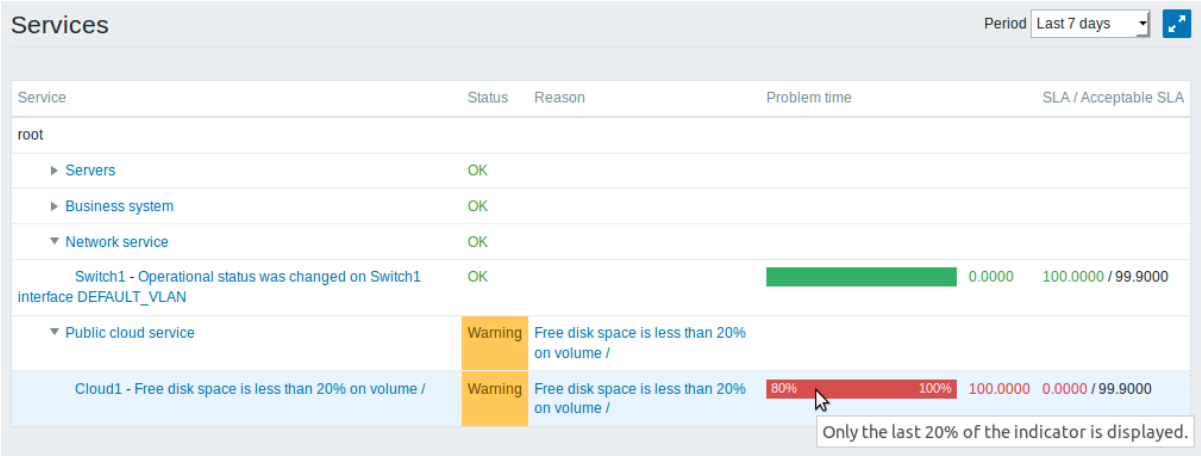 Services
Period Last 7 days
Service Status Reason Problem time SLA / Acceptable SLA
root
Servers OK
Business system OK
Network service OK
Switch1 - Operational status was changed on Switch1 OK 0.0000 100.0000 / 99.9000
interface DEFAULT_VLAN
Public cloud service Warning Free disk space is less than 20%
on volume /
Cloud1 - Free disk space is less than 20% on volume / Warning Free disk space is less than 20% 80% 100% 100.0000 0.0000 / 99.9000
on volume /
Only the last 20% of the indicator is displayed.